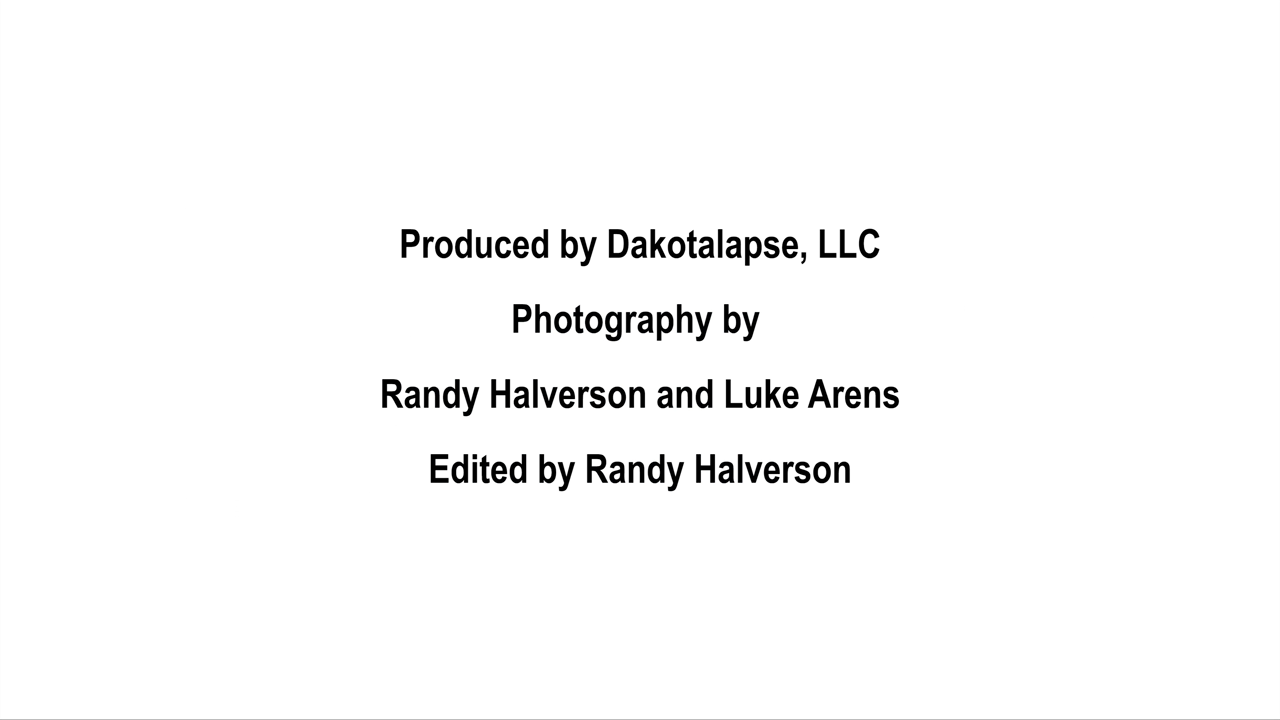 Produced by Dakotalapse, LLC
Photography by
Randy Halverson and Luke Arens
Edited by Randy Halverson